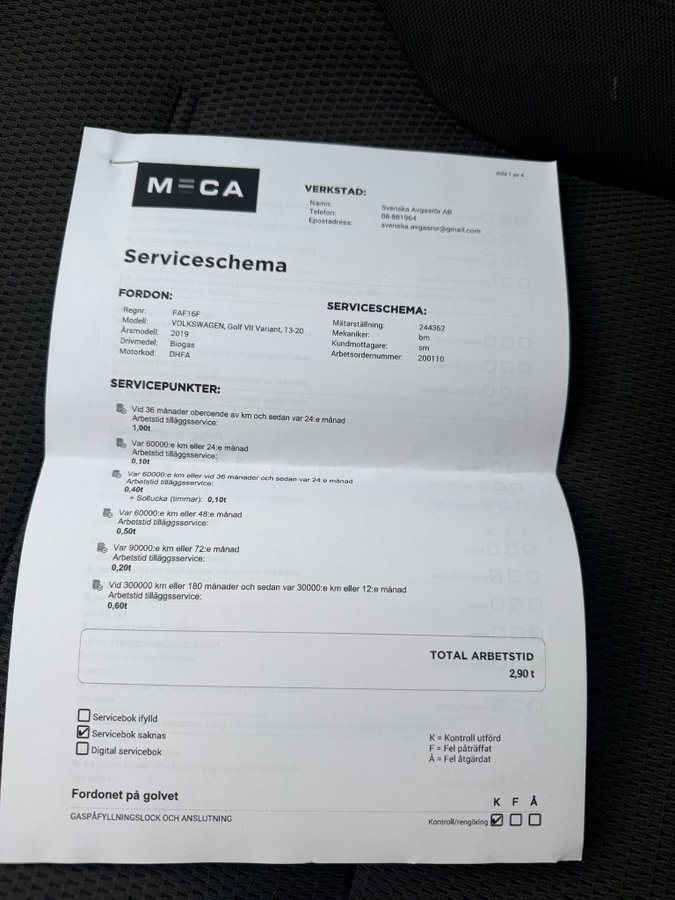 sida 1 av 4
MECA
VERKSTAD:
Namn: Svenska Avgasrör AB
Telefon: 08-881964
Epostadress: svenska.avgasror@gmail.com
Serviceschema
FORDON:
Regnr: FAF16F
Modell: VOLKSWAGEN, Golf VII Variant, 13-20
Årsmodell: 2019
Drivmedel: Biogas
Motorkod: DHFA
SERVICESCHEMA:
Mätarställning: 244362
Mekaniker: bm
Kundmottagare: sm
Arbetsordernummer: 200110
SERVICEPUNKTER:
Vid 36 månader oberoende av km och sedan var 24:e månad
Arbetstid tilläggsservice:
1,00t
Var 60000:e km eller 24:e månad
Arbetstid tilläggsservice:
0,10t
Var 60000:e km eller vid 36 månader och sedan var 24:e månad
Arbetstid tilläggsservice:
0,40t
+ Sollucka (timmar): 0,10t
Var 60000:e km eller 48:e månad
Arbetstid tilläggsservice:
0,50t
Var 90000:e km eller 72:e månad
Arbetstid tilläggsservice:
0,20t
Vid 300000 km eller 180 månader och sedan var 30000:e km eller 12:e månad
Arbetstid tilläggsservice:
0,60t
TOTAL ARBETSTID
2,90 t
Servicebok ifylld
Servicebok saknas
Digital servicebok
K = Kontroll utförd
F = Fel påträffat
Å = Fel åtgärdat
Fordonet på golvet
K F Å
GASPÅFYLLNINGSLOCK OCH ANSLUTNING
Kontroll/rengöring